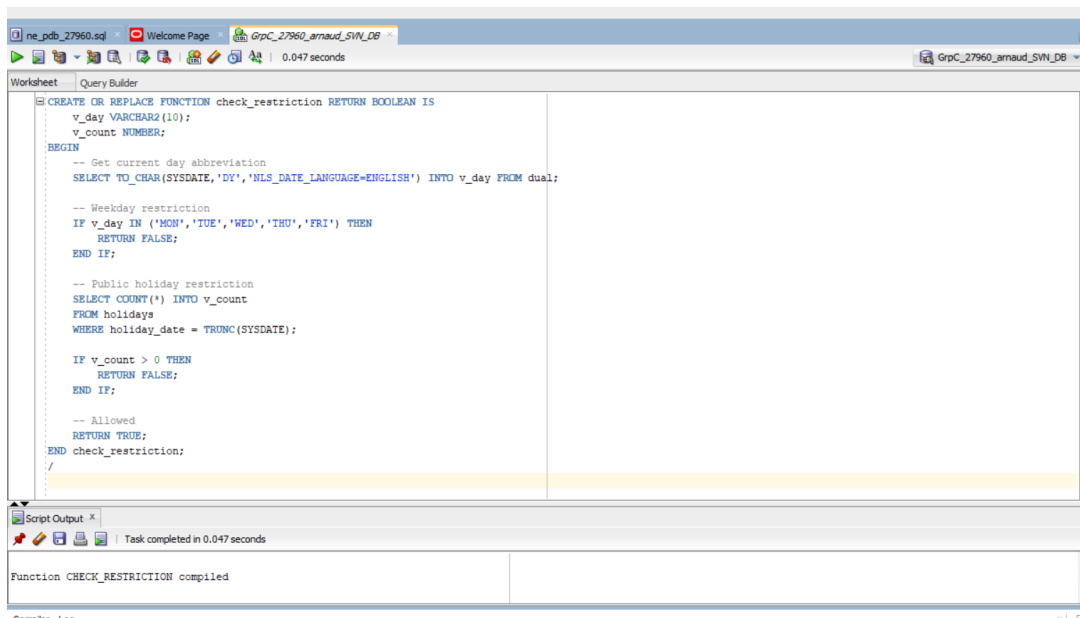 ne_pdb_27960.sql × Welcome Page × GrpC_27960_arnaud_SVN_DB ×
0.047 seconds GrpC_27960_arnaud_SVN_DB
Worksheet Query Builder
CREATE OR REPLACE FUNCTION check_restriction RETURN BOOLEAN IS
v_day VARCHAR2(10);
v_count NUMBER;
BEGIN
-- Get current day abbreviation
SELECT TO_CHAR(SYSDATE,'DY','NLS_DATE_LANGUAGE=ENGLISH') INTO v_day FROM dual;
-- Weekday restriction
IF v_day IN ('MON','TUE','WED','THU','FRI') THEN
RETURN FALSE;
END IF;
-- Public holiday restriction
SELECT COUNT(*) INTO v_count
FROM holidays
WHERE holiday_date = TRUNC(SYSDATE);
IF v_count > 0 THEN
RETURN FALSE;
END IF;
-- Allowed
RETURN TRUE;
END check_restriction;
/
Script Output ×
Task completed in 0.047 seconds
Function CHECK_RESTRICTION compiled